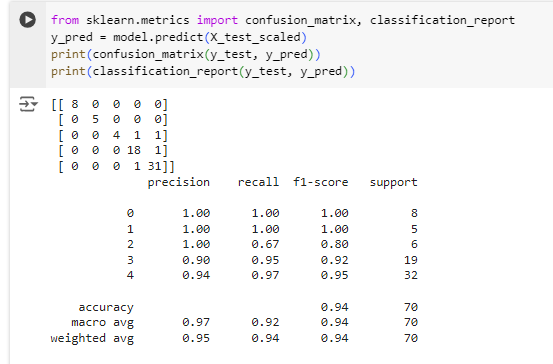 from sklearn.metrics import confusion_matrix, classification_report
y_pred = model.predict(X_test_scaled)
print(confusion_matrix(y_test, y_pred))
print(classification_report(y_test, y_pred))
[[ 8  0  0  0  0]
 [ 0  5  0  0  0]
 [ 0  0  4  1  1]
 [ 0  0  0 18  1]
 [ 0  0  0  1 31]]
              precision    recall  f1-score   support

           0       1.00      1.00      1.00         8
           1       1.00      1.00      1.00         5
           2       1.00      0.67      0.80         6
           3       0.90      0.95      0.92        19
           4       0.94      0.97      0.95        32

    accuracy                           0.94        70
   macro avg       0.97      0.92      0.94        70
weighted avg       0.95      0.94      0.94        70